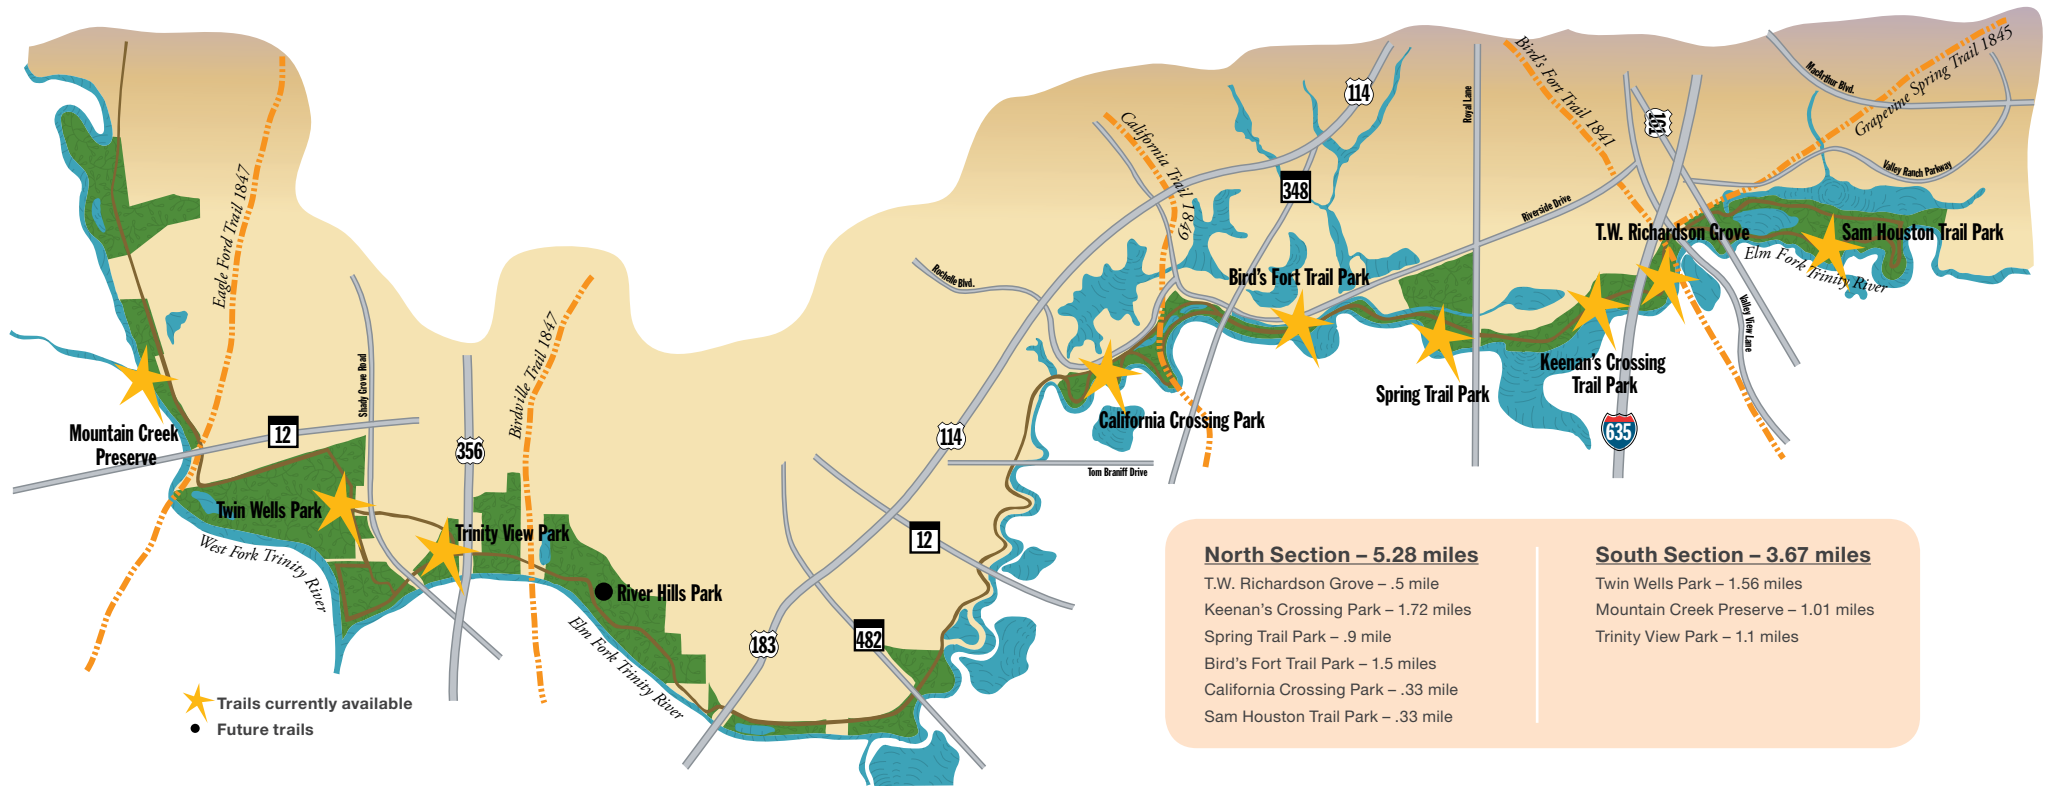 Eagle Ford Trail 1847
Birdville Trail 1847
Shady Grove Road
12
356
Mountain Creek
Preserve
Twin Wells Park
West Fork Trinity River
Trinity View Park
River Hills Park
Elm Fork Trinity River
183
482
12
114
Rochelle Blvd.
Tom Braniff Drive
California Trail 1849
California Crossing Park
114
348
Bird's Fort Trail Park
Royal Lane
Riverside Drive
Spring Trail Park
Bird's Fort Trail 1841
161
T.W. Richardson Grove
Keenan's Crossing
Trail Park
635
Valley View Lane
MacArthur Blvd.
Grapevine Spring Trail 1845
Valley Ranch Parkway
Sam Houston Trail Park
Elm Fork Trinity River
Trails currently available
Future trails
North Section – 5.28 miles
T.W. Richardson Grove – .5 mile
Keenan's Crossing Park – 1.72 miles
Spring Trail Park – .9 mile
Bird's Fort Trail Park – 1.5 miles
California Crossing Park – .33 mile
Sam Houston Trail Park – .33 mile
South Section – 3.67 miles
Twin Wells Park – 1.56 miles
Mountain Creek Preserve – 1.01 miles
Trinity View Park – 1.1 miles